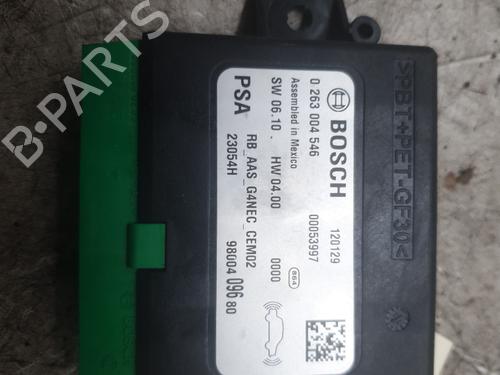 BOSCH
120129
0 263 004 546
00053997
Assembled in Mexico
864
SW 06.10 . HW 04.00
0000
RB_AAS_G4NEC_CEM02
PSA
23054H
98004 096 80
>PBT+PET-GF30<
B-PARTS